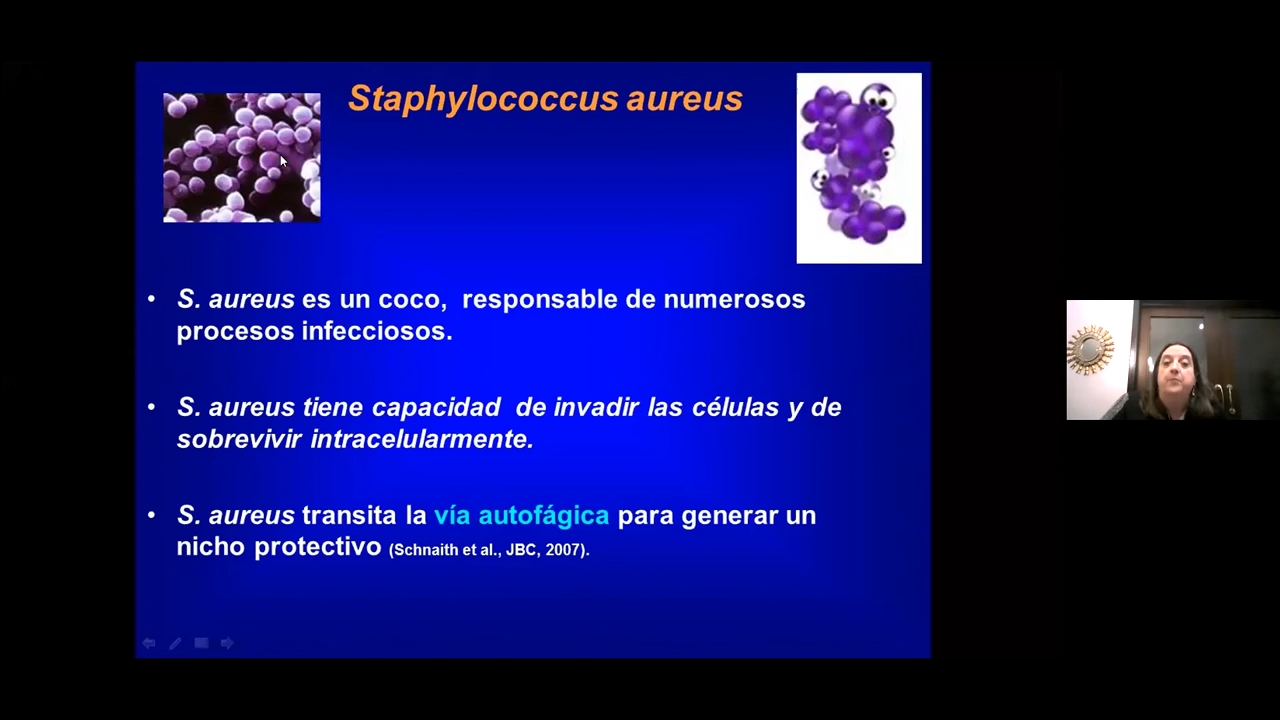 Staphylococcus aureus
• S. aureus es un coco, responsable de numerosos
procesos infecciosos.
• S. aureus tiene capacidad de invadir las células y de
sobrevivir intracelularmente.
• S. aureus transita la vía autofágica para generar un
nicho protectivo (Schnaith et al., JBC, 2007).